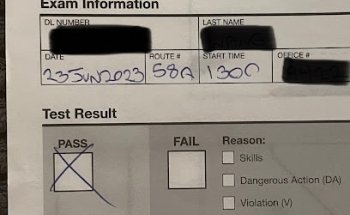 Exam Information
DL NUMBER LAST NAME
DATE ROUTE # START TIME OFFICE #
23JUN2023 58A 1300
Test Result
PASS FAIL Reason:
Skills
Dangerous Action (DA)
Violation (V)